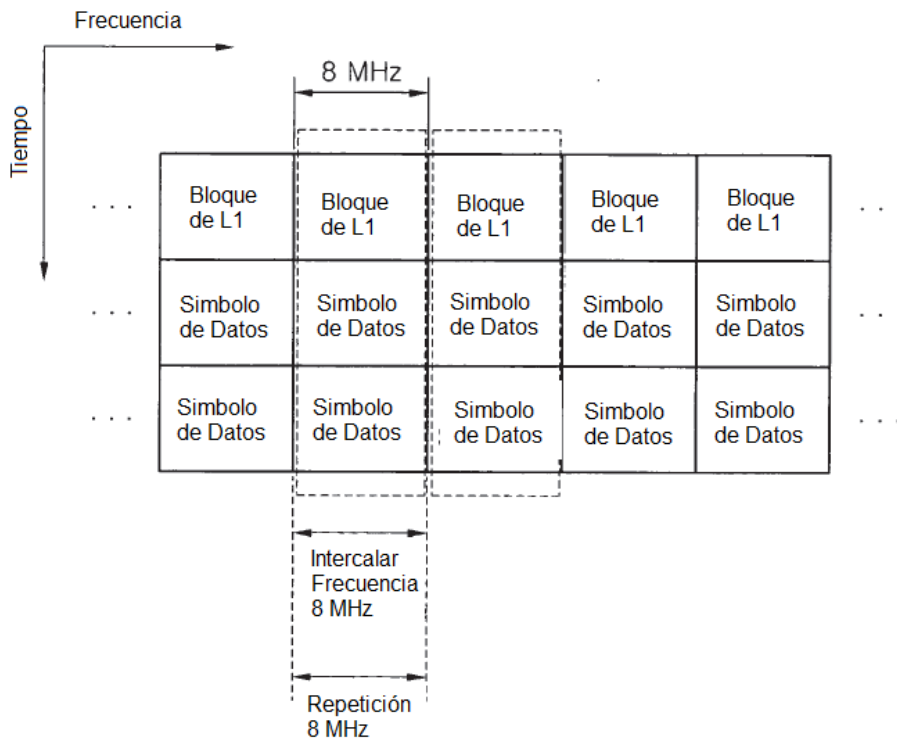 Frecuencia
8 MHz
Tiempo
. . . Bloque de L1 Bloque de L1 Bloque de L1 Bloque de L1 Bloque de L1 . .
. . . Simbolo de Datos Simbolo de Datos Simbolo de Datos Simbolo de Datos Simbolo de Datos . .
. . . Simbolo de Datos Simbolo de Datos Simbolo de Datos Simbolo de Datos Simbolo de Datos . . .
Intercalar
Frecuencia
8 MHz
Repetición
8 MHz